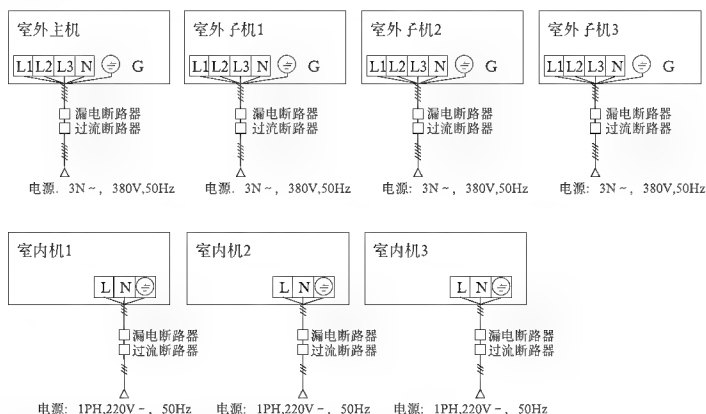 室外主机
L1 L2 L3 N G
漏电断路器
过流断路器
电源. 3N~, 380V,50Hz
室外子机1
L1 L2 L3 N G
漏电断路器
过流断路器
电源. 3N~, 380V,50Hz
室外子机2
L1 L2 L3 N G
漏电断路器
过流断路器
电源: 3N~, 380V,50Hz
室外子机3
L1 L2 L3 N G
漏电断路器
过流断路器
电源: 3N~, 380V,50Hz
室内机1
L N
漏电断路器
过流断路器
电源: 1PH,220V~, 50Hz
室内机2
L N
漏电断路器
过流断路器
电源: 1PH,220V~, 50Hz
室内机3
L N
漏电断路器
过流断路器
电源: 1PH,220V~, 50Hz